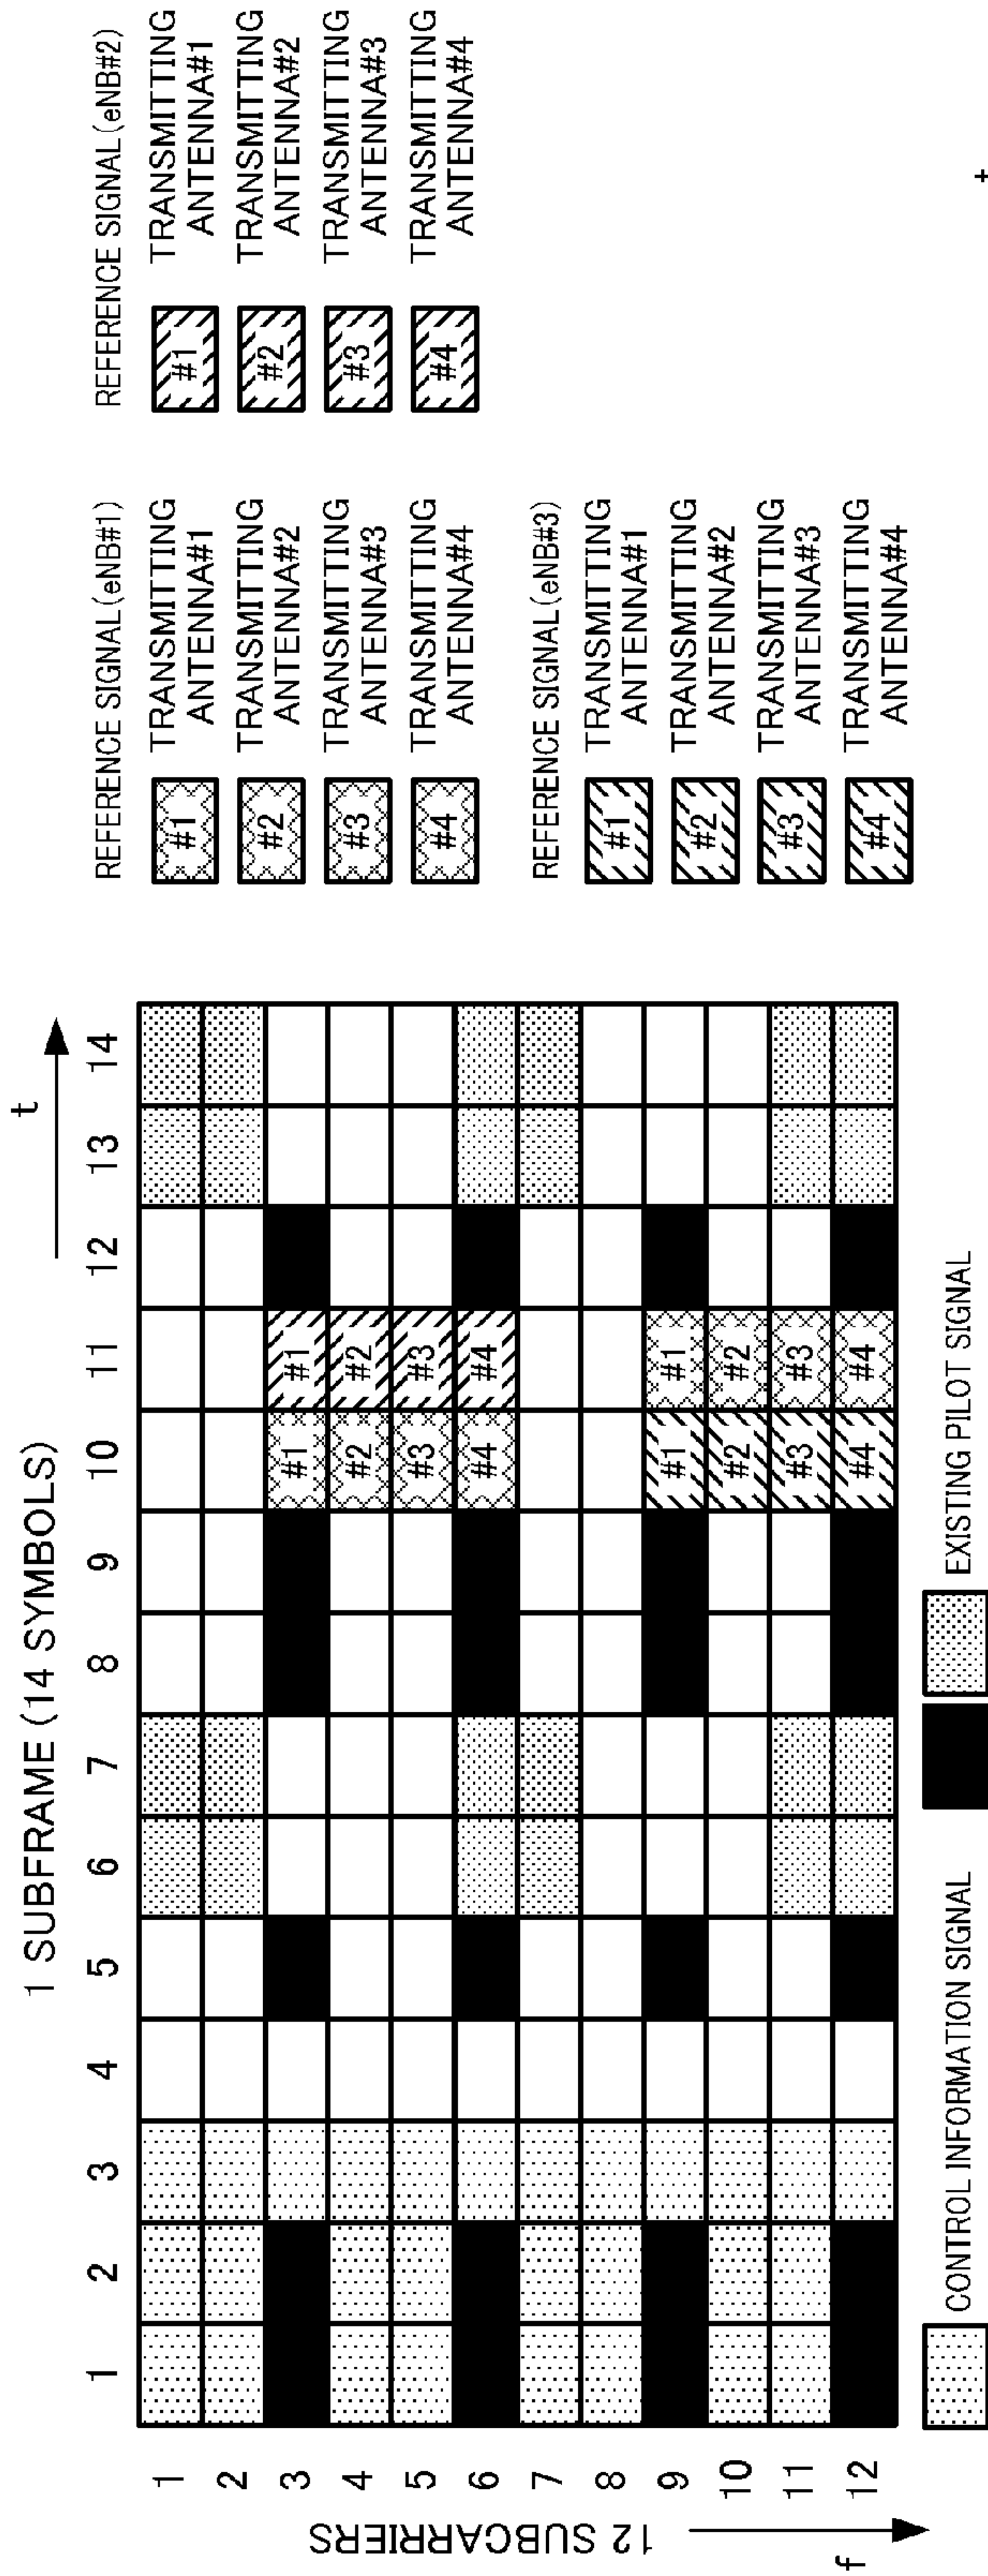 1 SUBFRAME (14 SYMBOLS)
t
1 2 3 4 5 6 7 8 9 10 11 12 13 14
12 SUBCARRIERS
f
1
2
3 #1 #1
4 #2 #2
5 #3 #3
6 #4 #4
7
8
9 #1 #1
10 #2 #2
11 #3 #3
12 #4 #4
CONTROL INFORMATION SIGNAL
EXISTING PILOT SIGNAL
REFERENCE SIGNAL(eNB#1)
#1 TRANSMITTING
ANTENNA#1
#2 TRANSMITTING
ANTENNA#2
#3 TRANSMITTING
ANTENNA#3
#4 TRANSMITTING
ANTENNA#4
REFERENCE SIGNAL(eNB#2)
#1 TRANSMITTING
ANTENNA#1
#2 TRANSMITTING
ANTENNA#2
#3 TRANSMITTING
ANTENNA#3
#4 TRANSMITTING
ANTENNA#4
REFERENCE SIGNAL(eNB#3)
#1 TRANSMITTING
ANTENNA#1
#2 TRANSMITTING
ANTENNA#2
#3 TRANSMITTING
ANTENNA#3
#4 TRANSMITTING
ANTENNA#4